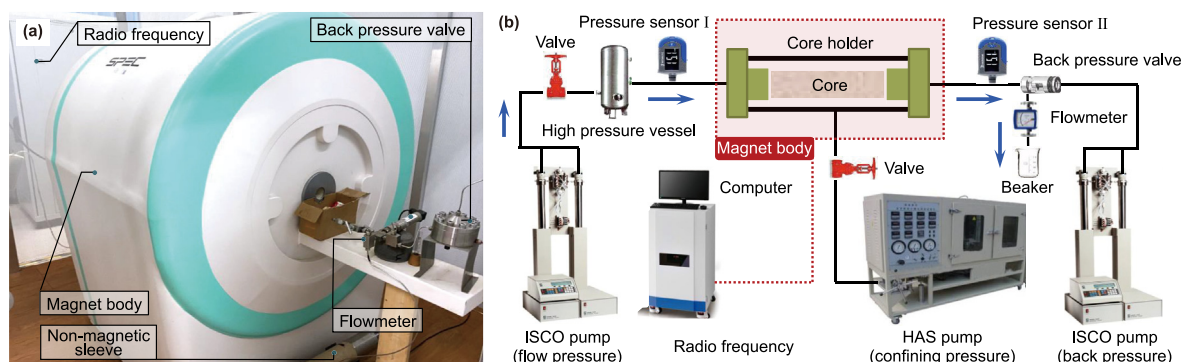 (a)
Radio frequency
Back pressure valve
SPEC
Magnet body
Non-magnetic
sleeve
Flowmeter
(b)
Pressure sensor I
Pressure sensor II
Valve
Core holder
Back pressure valve
Core
High pressure vessel
Flowmeter
Magnet body
Valve
Computer
Beaker
ISCO pump
(flow pressure)
Radio frequency
HAS pump
(confining pressure)
ISCO pump
(back pressure)